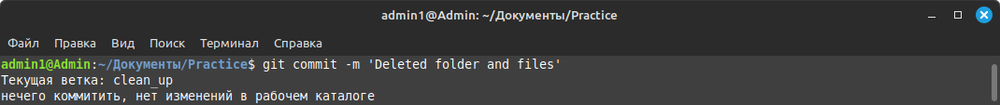 admin1@Admin: ~/Документы/Practice
Файл Правка Вид Поиск Терминал Справка
admin1@Admin:~/Документы/Practice$ git commit -m 'Deleted folder and files'
Текущая ветка: clean_up
нечего коммитить, нет изменений в рабочем каталоге